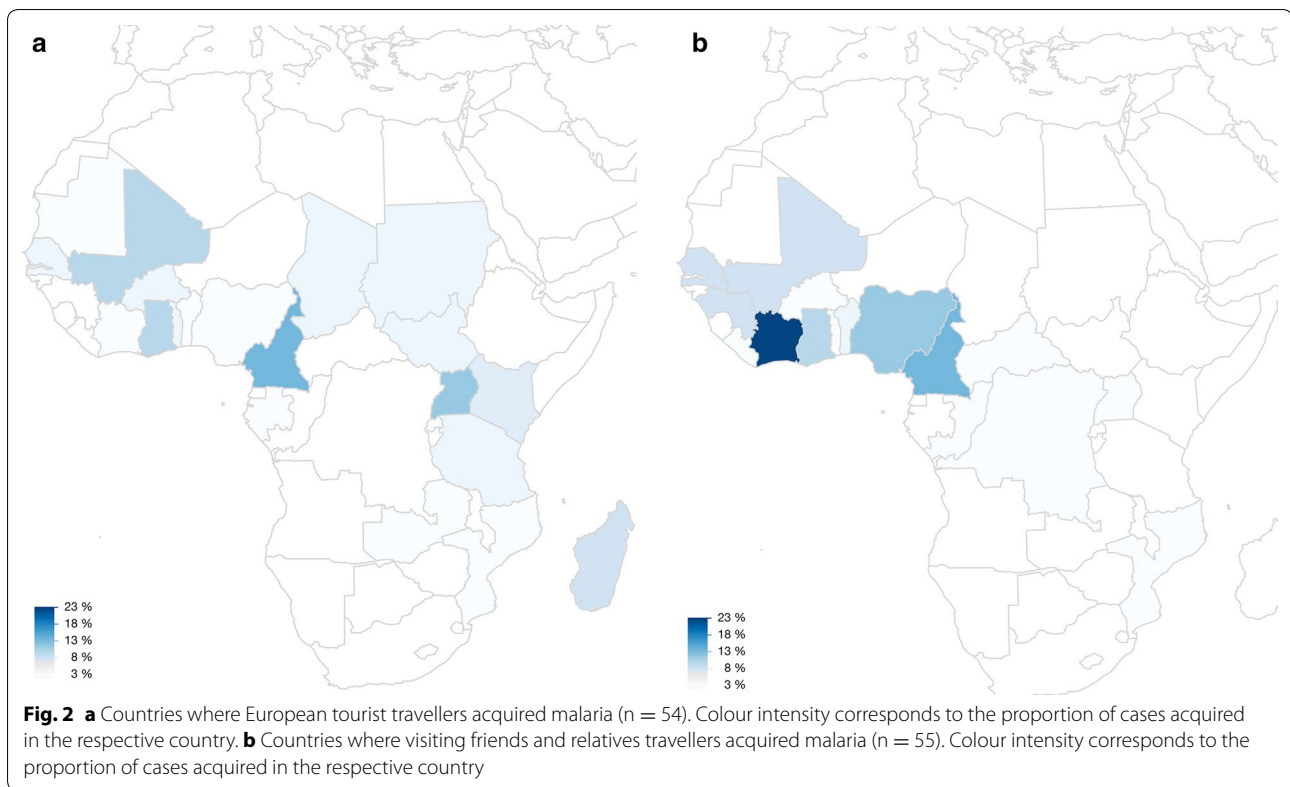 a
b
23 %
18 %
13 %
8 %
3 %
23 %
18 %
13 %
8 %
3 %
Fig. 2 a Countries where European tourist travellers acquired malaria (n = 54). Colour intensity corresponds to the proportion of cases acquired
in the respective country. b Countries where visiting friends and relatives travellers acquired malaria (n = 55). Colour intensity corresponds to the
proportion of cases acquired in the respective country